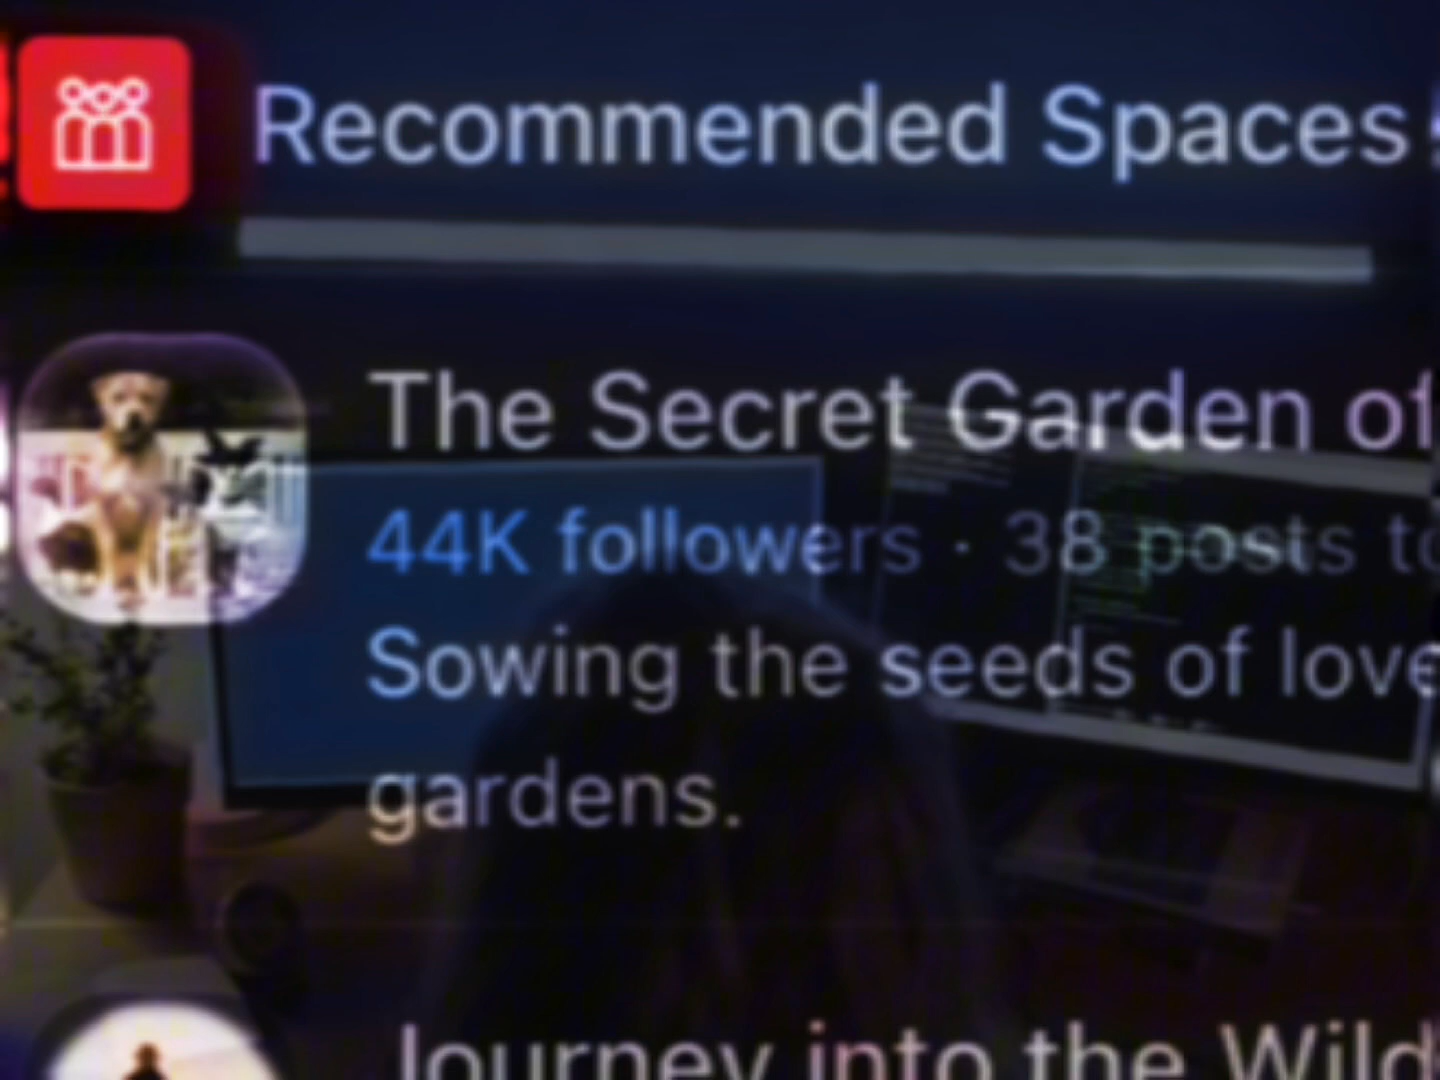 Recommended Spaces
The Secret Garden of
44K followers · 38 posts
Sowing the seeds of love
gardens.
Journey into the Wild